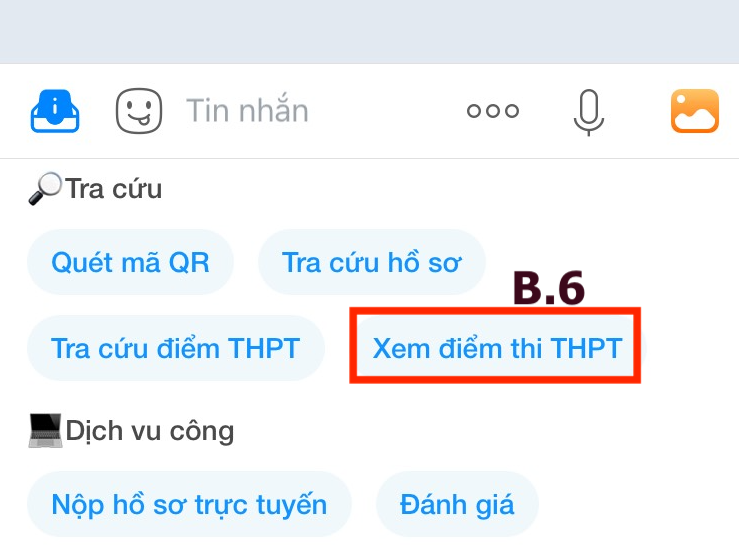 Tin nhắn
Tra cứu
Quét mã QR
Tra cứu hồ sơ
B.6
Tra cứu điểm THPT
Xem điểm thi THPT
Dịch vu công
Nộp hồ sơ trực tuyến
Đánh giá